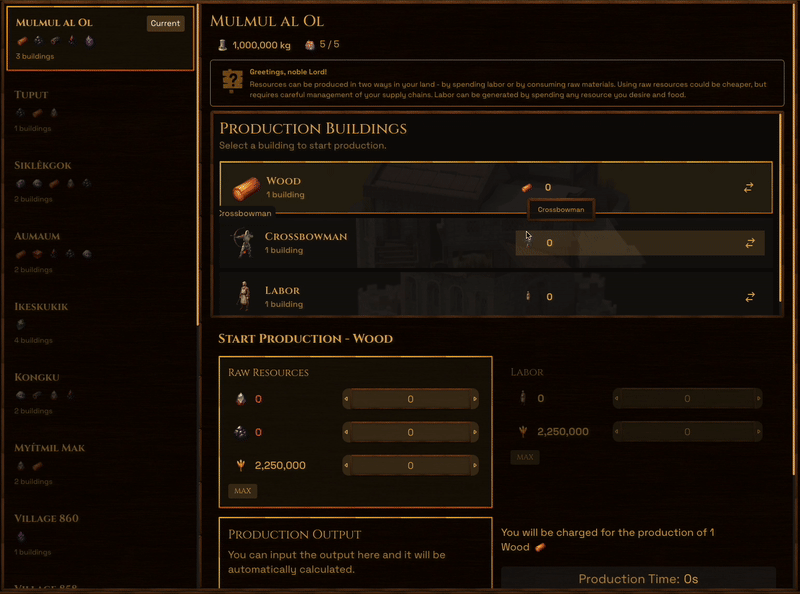 Mulmul al Ol
Current
3 buildings
Tuput
1 buildings
Siklëkgok
2 buildings
Aumaum
2 buildings
Ikeskukik
4 buildings
Kongku
2 buildings
Myítmil Mak
2 buildings
Village 860
1 buildings
Village 858
Mulmul al Ol
1,000,000 kg
5 / 5
Greetings, noble Lord!
Resources can be produced in two ways in your land - by spending labor or by consuming raw materials. Using raw resources could be cheaper, but
requires careful management of your supply chains. Labor can be generated by spending any resource you desire and food.
Production Buildings
Select a building to start production.
Wood
1 building
0
Crossbowman
Crossbowman
Crossbowman
1 building
0
Labor
1 building
0
Start Production - Wood
Raw Resources
0
0
0
0
2,250,000
0
MAX
Labor
0
0
2,250,000
0
MAX
Production Output
You can input the output here and it will be
automatically calculated.
You will be charged for the production of 1
Wood
Production Time: 0s